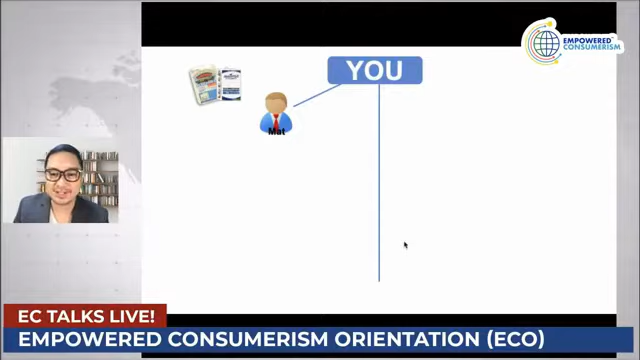 EMPOWERED
CONSUMERISM
YOU
Mat
EC TALKS LIVE!
EMPOWERED CONSUMERISM ORIENTATION (ECO)